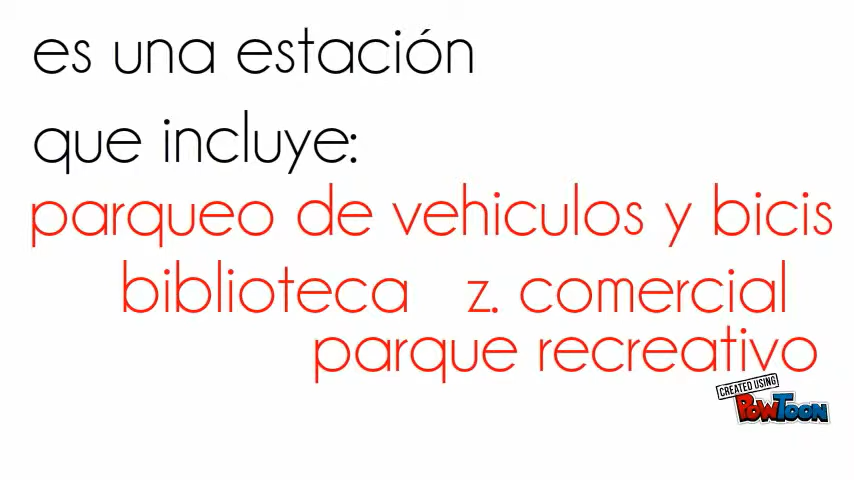 es una estación
que incluye:
parqueo de vehiculos y bicis
biblioteca z. comercial
parque recreativo
CREATED USING
POWTOON